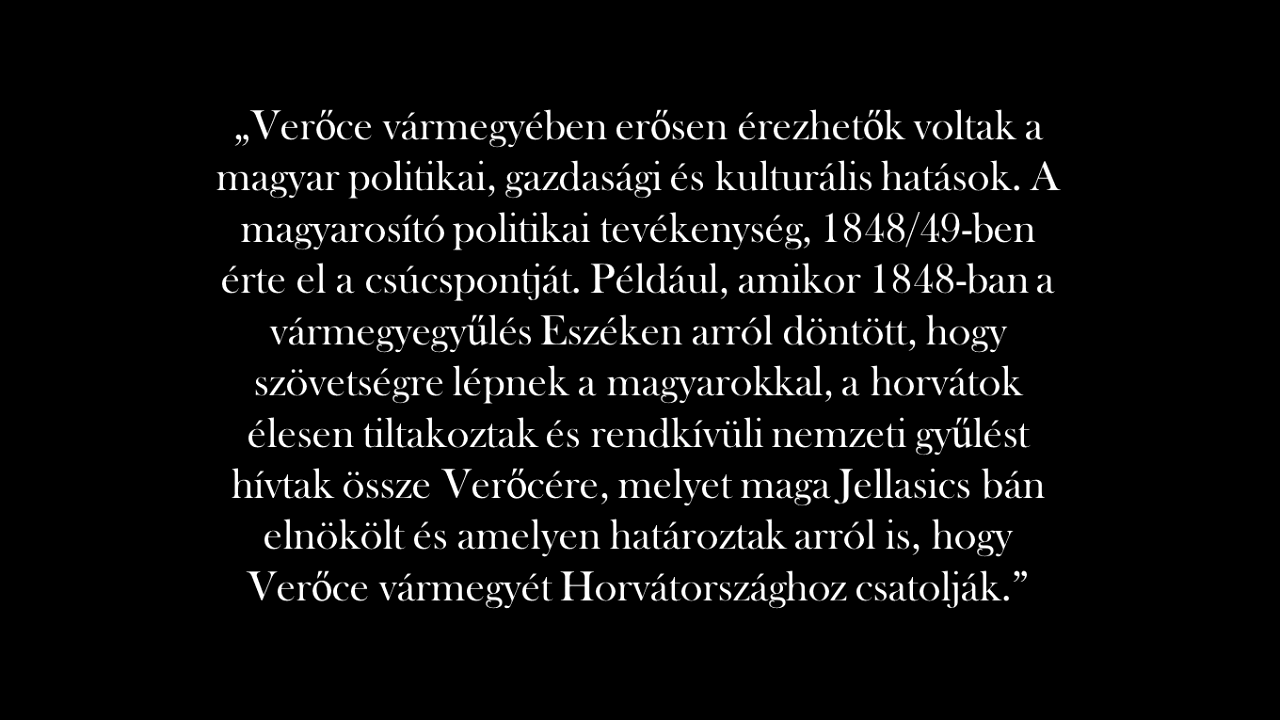 „Verőce vármegyében erősen érezhetők voltak a
magyar politikai, gazdasági és kulturális hatások. A
magyarosító politikai tevékenység, 1848/49-ben
érte el a csúcspontját. Például, amikor 1848-ban a
vármegyegyűlés Eszéken arról döntött, hogy
szövetségre lépnek a magyarokkal, a horvátok
élesen tiltakoztak és rendkívüli nemzeti gyűlést
hívtak össze Verőcére, melyet maga Jellasics bán
elnökölt és amelyen határoztak arról is, hogy
Verőce vármegyét Horvátországhoz csatolják.”